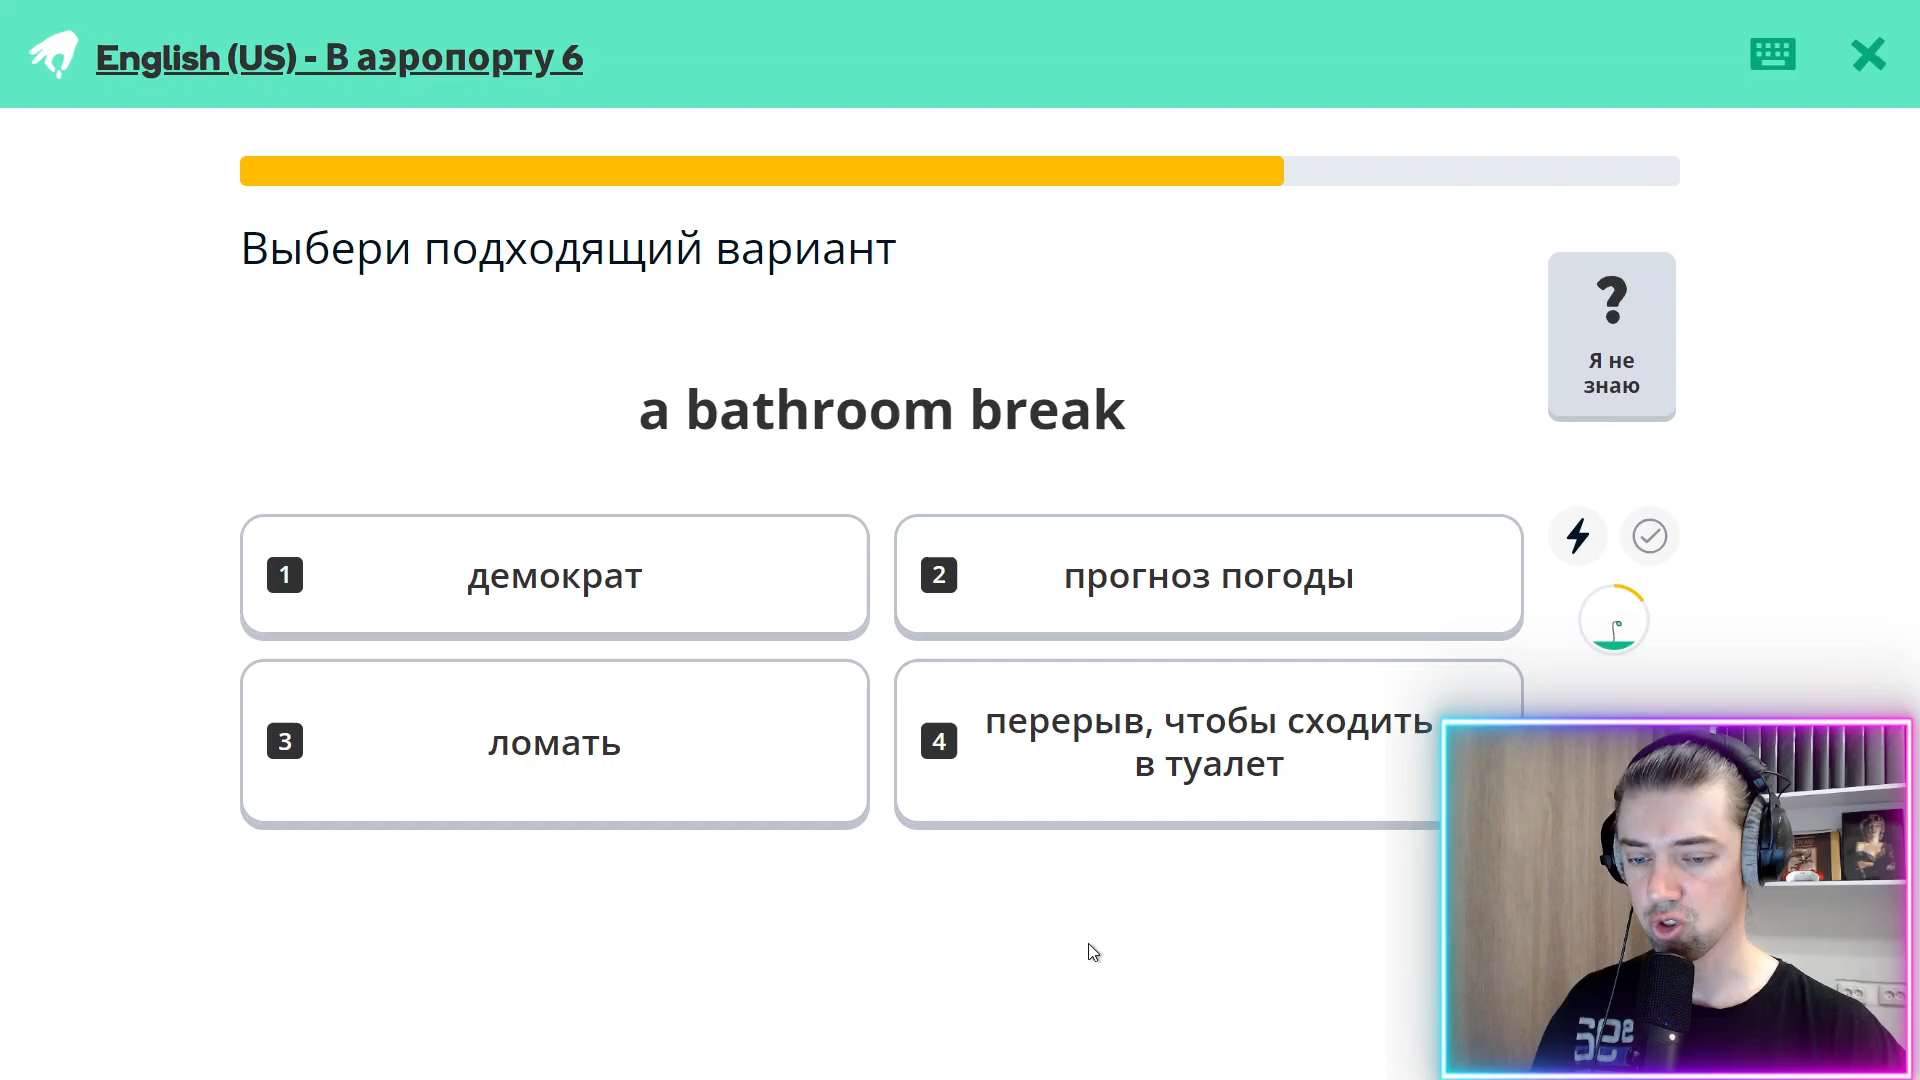 English (US) - В аэропорту 6
Выбери подходящий вариант
?
Я не
знаю
a bathroom break
1 демократ
2 прогноз погоды
3 ломать
4 перерыв, чтобы сходить
в туалет